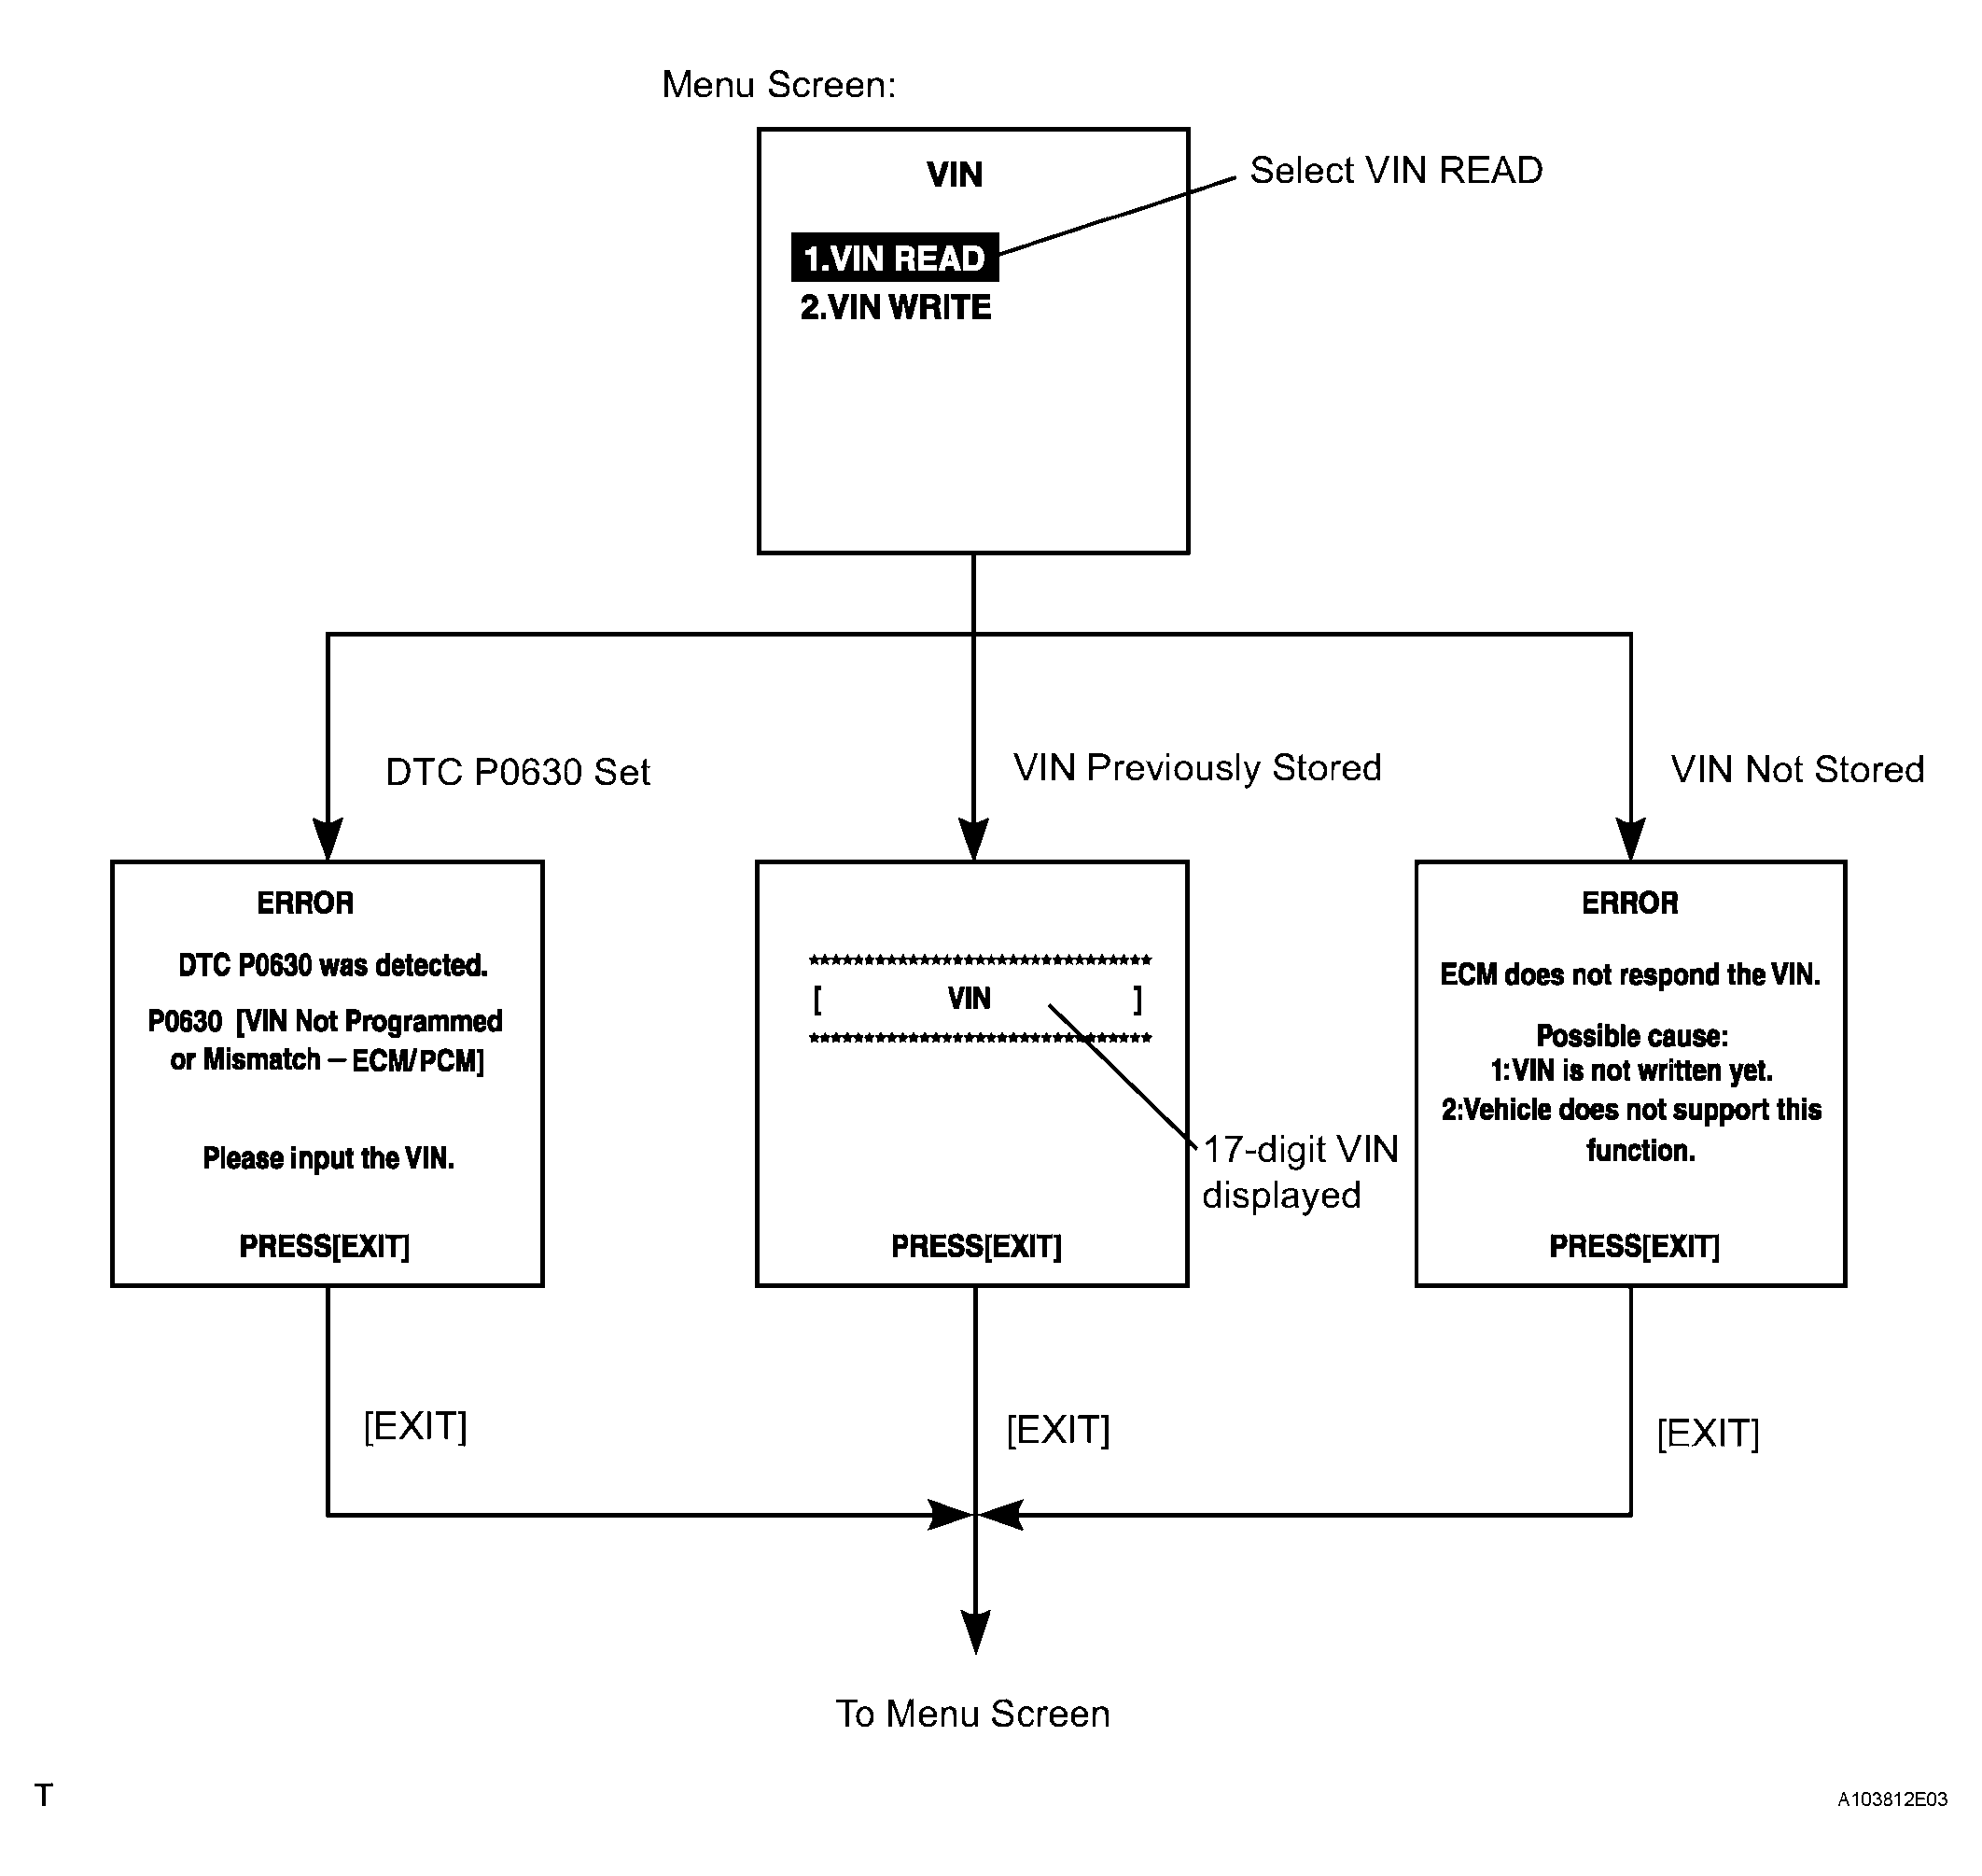 Menu Screen:
VIN
Select VIN READ
1.VIN READ
2.VIN WRITE
DTC P0630 Set
VIN Previously Stored
VIN Not Stored
ERROR
DTC P0630 was detected.
P0630 [VIN Not Programmed
or Mismatch – ECM/PCM]
Please input the VIN.
PRESS[EXIT]
*******************************
[ VIN ]
*******************************
17-digit VIN
displayed
PRESS[EXIT]
ERROR
ECM does not respond the VIN.
Possible cause:
1:VIN is not written yet.
2:Vehicle does not support this
function.
PRESS[EXIT]
[EXIT]
[EXIT]
[EXIT]
To Menu Screen
T
A103812E03